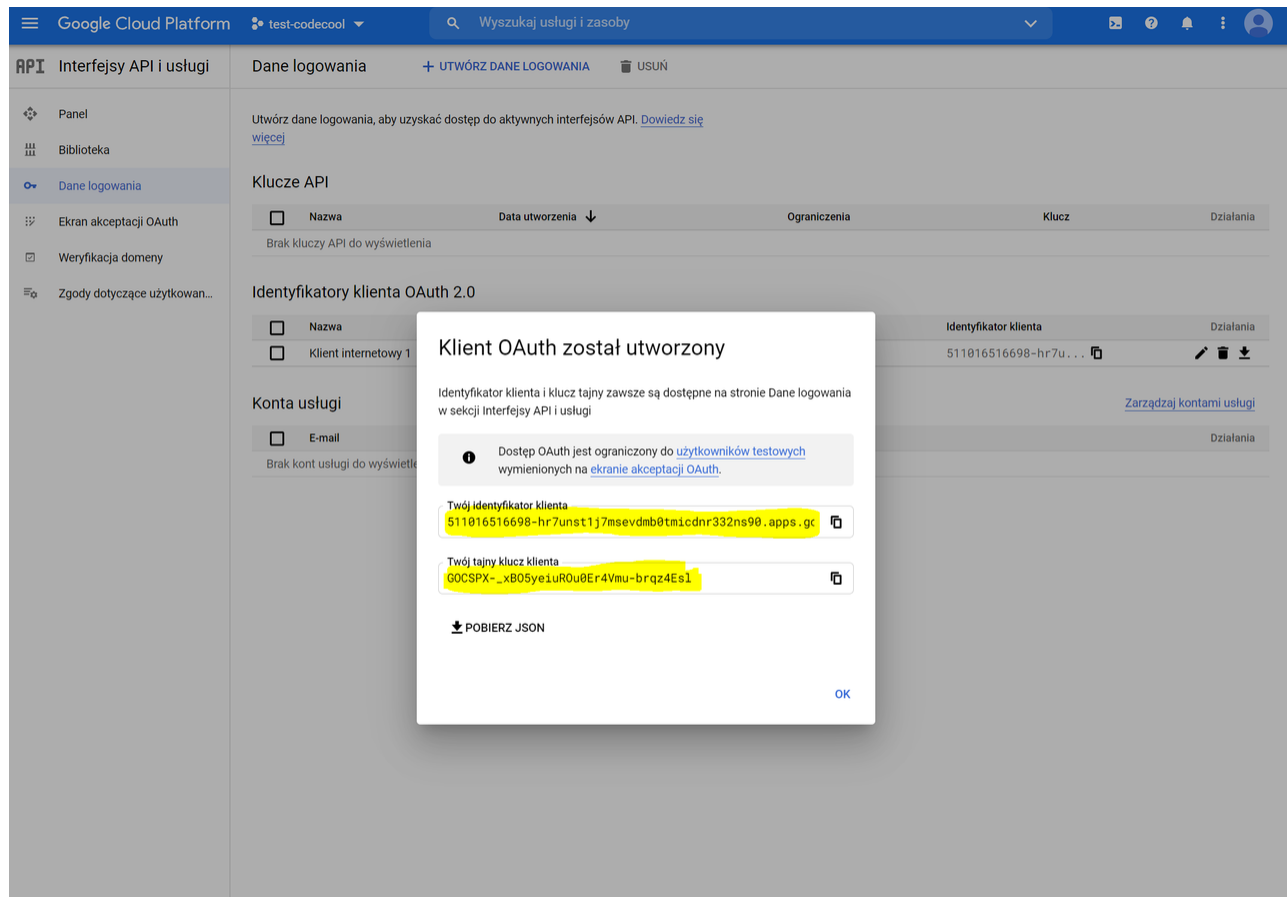 Google Cloud Platform
test-codecool
Wyszukaj usługi i zasoby
API Interfejsy API i usługi
Dane logowania
UTWÓRZ DANE LOGOWANIA
USUŃ
Panel
Biblioteka
Dane logowania
Ekran akceptacji OAuth
Weryfikacja domeny
Zgody dotyczące użytkowan...
Utwórz dane logowania, aby uzyskać dostęp do aktywnych interfejsów API. Dowiedz się
więcej
Klucze API
Nazwa Data utworzenia Ograniczenia Klucz Działania
Brak kluczy API do wyświetlenia
Identyfikatory klienta OAuth 2.0
Nazwa Identyfikator klienta Działania
Klient internetowy 1 511016516698-hr7u...
Konta usługi
Zarządzaj kontami usługi
E-mail Działania
Brak kont usługi do wyświetle
Klient OAuth został utworzony
Identyfikator klienta i klucz tajny zawsze są dostępne na stronie Dane logowania
w sekcji Interfejsy API i usługi
Dostęp OAuth jest ograniczony do użytkowników testowych
wymienionych na ekranie akceptacji OAuth.
Twój identyfikator klienta
511016516698-hr7unst1j7msevdmb0tmicdnr332ns90.apps.gc
Twój tajny klucz klienta
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
POBIERZ JSON
OK